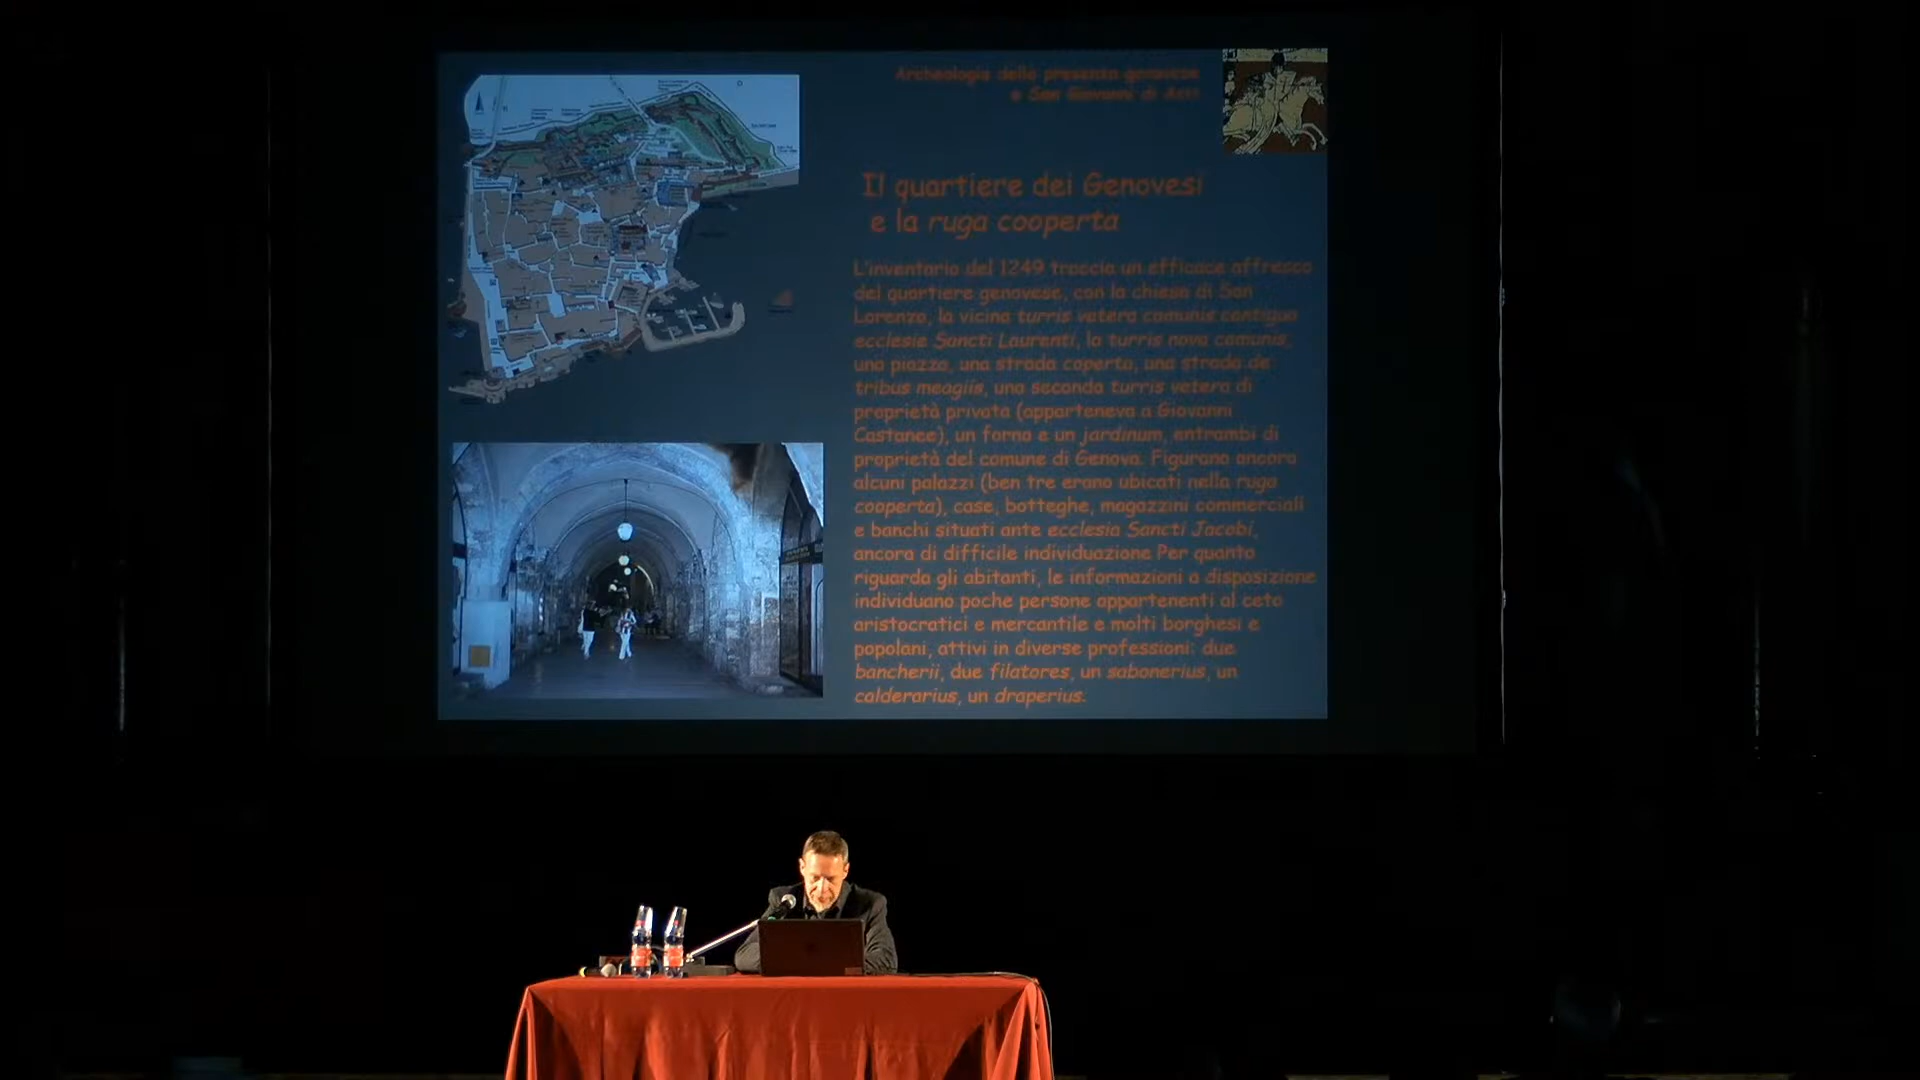 Archeologia della presenza genovese
a San Giovanni di Acri
Il quartiere dei Genovesi
e la ruga cooperta
L'inventario del 1249 traccia un efficace affresco
del quartiere genovese, con la chiesa di San
Lorenzo, la vicina turris vetera comunis contigua
ecclesie Sancti Laurenti, la turris nova comunis,
una piazza, una strada coperta, una strada de
tribus meagiis, una seconda turris vetera di
proprietà privata (apparteneva a Giovanni
Castanee), un forno e un jardinum, entrambi di
proprietà del comune di Genova. Figurano ancora
alcuni palazzi (ben tre erano ubicati nella ruga
cooperta), case, botteghe, magazzini commerciali
e banchi situati ante ecclesia Sancti Jacobi,
ancora di difficile individuazione Per quanto
riguarda gli abitanti, le informazioni a disposizione
individuano poche persone appartenenti al ceto
aristocratici e mercantile e molti borghesi e
popolani, attivi in diverse professioni: due
bancherii, due filatores, un sabonerius, un
calderarius, un draperius.